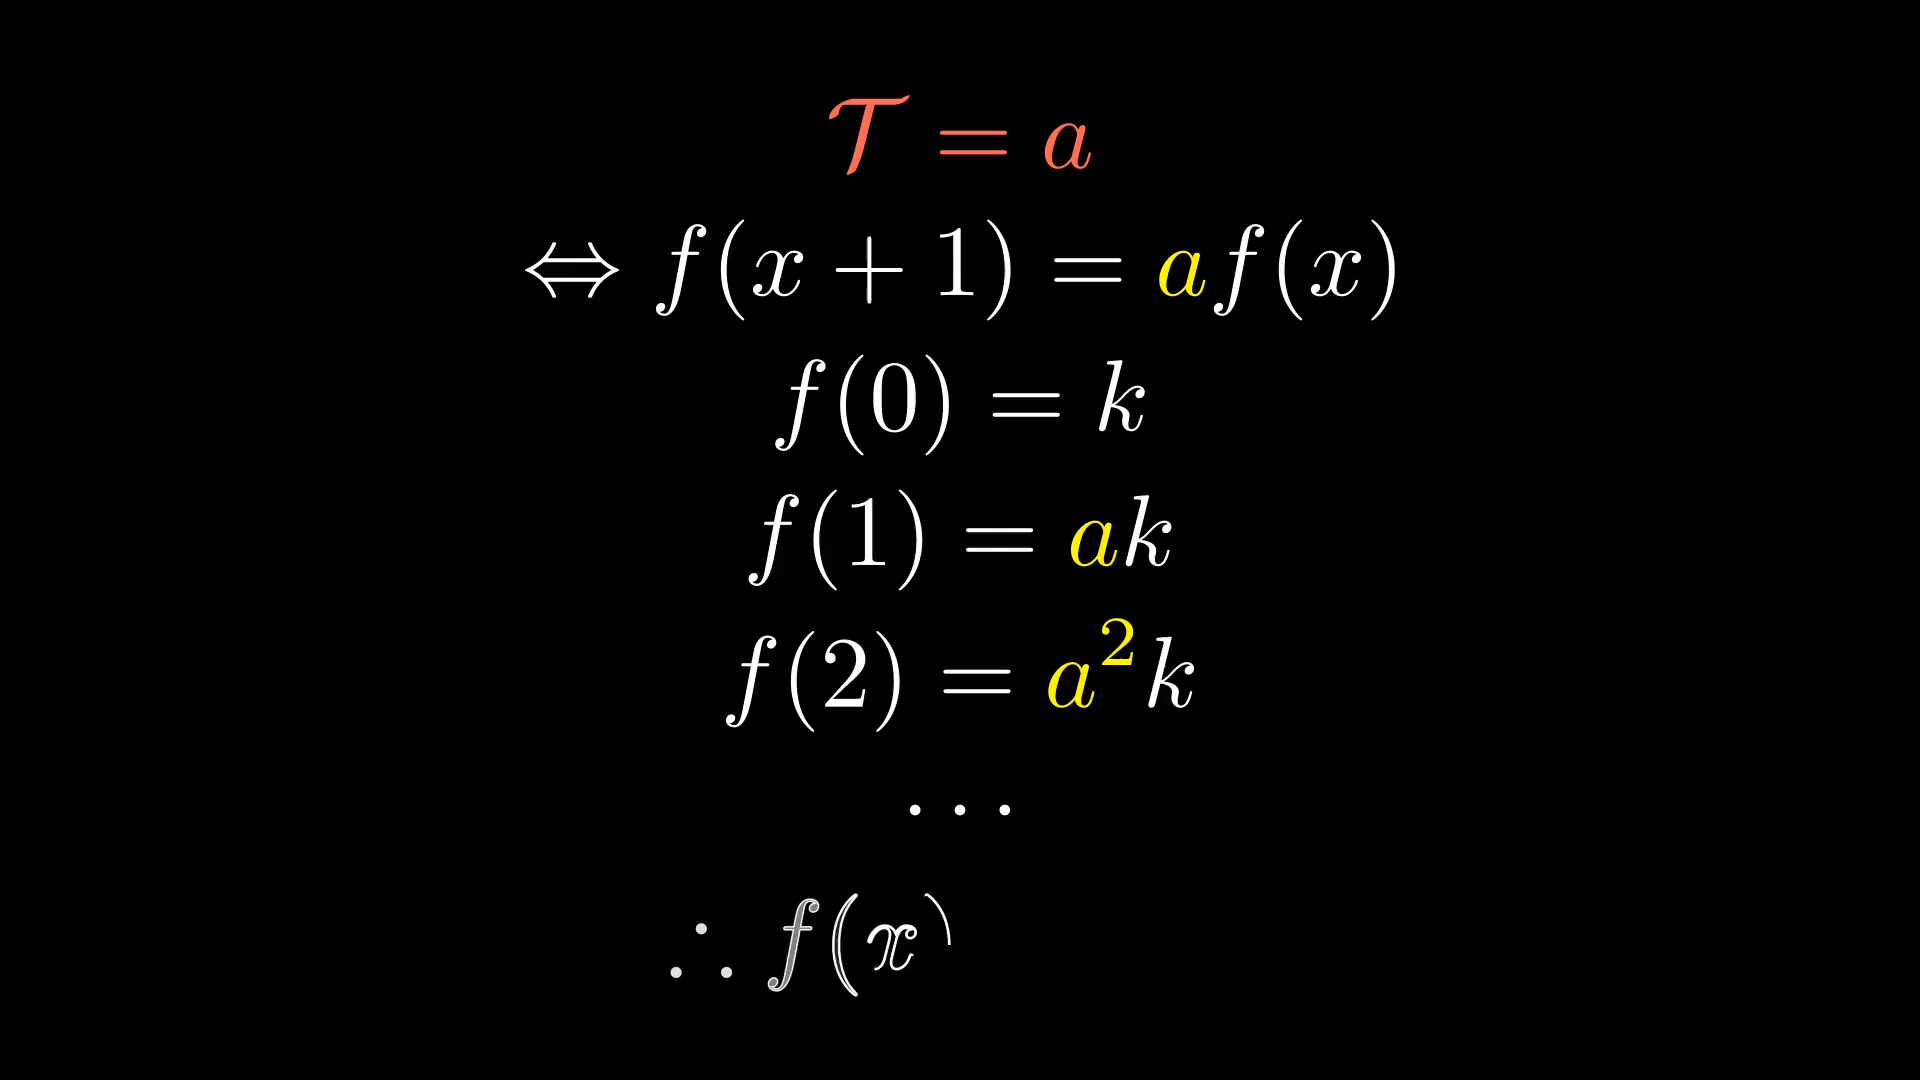 𝒯 = a
⇔ f(x + 1) = af(x)
f(0) = k
f(1) = ak
f(2) = a²k
⋯
∴ f(x)